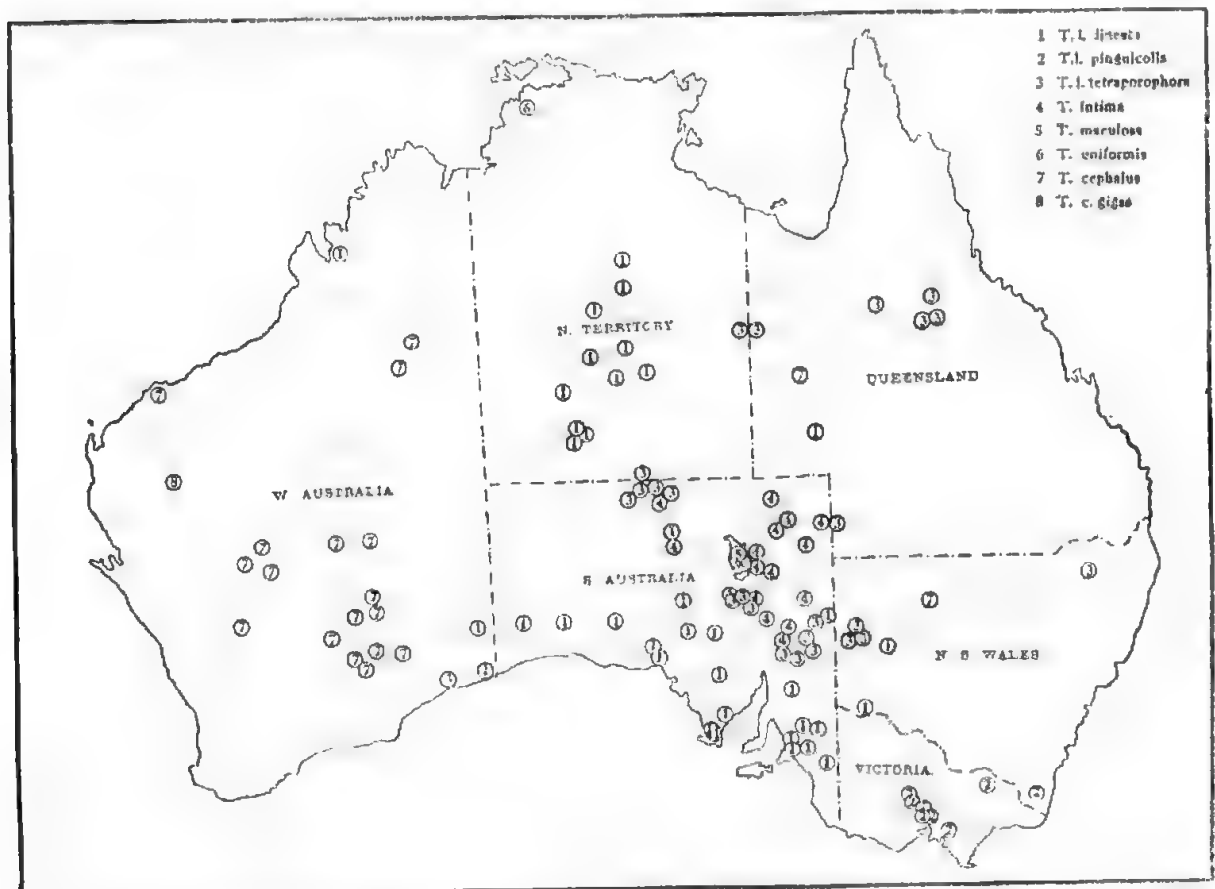 1 T.l. lineata
2 T.l. pinguicolla
3 T.l. tetraporophora
4 T. intima
5 T. maculosa
6 T. uniformis
7 T. cephalus
8 T. c. gigas
N. TERRITORY
QUEENSLAND
W AUSTRALIA
S AUSTRALIA
N S WALES
VICTORIA